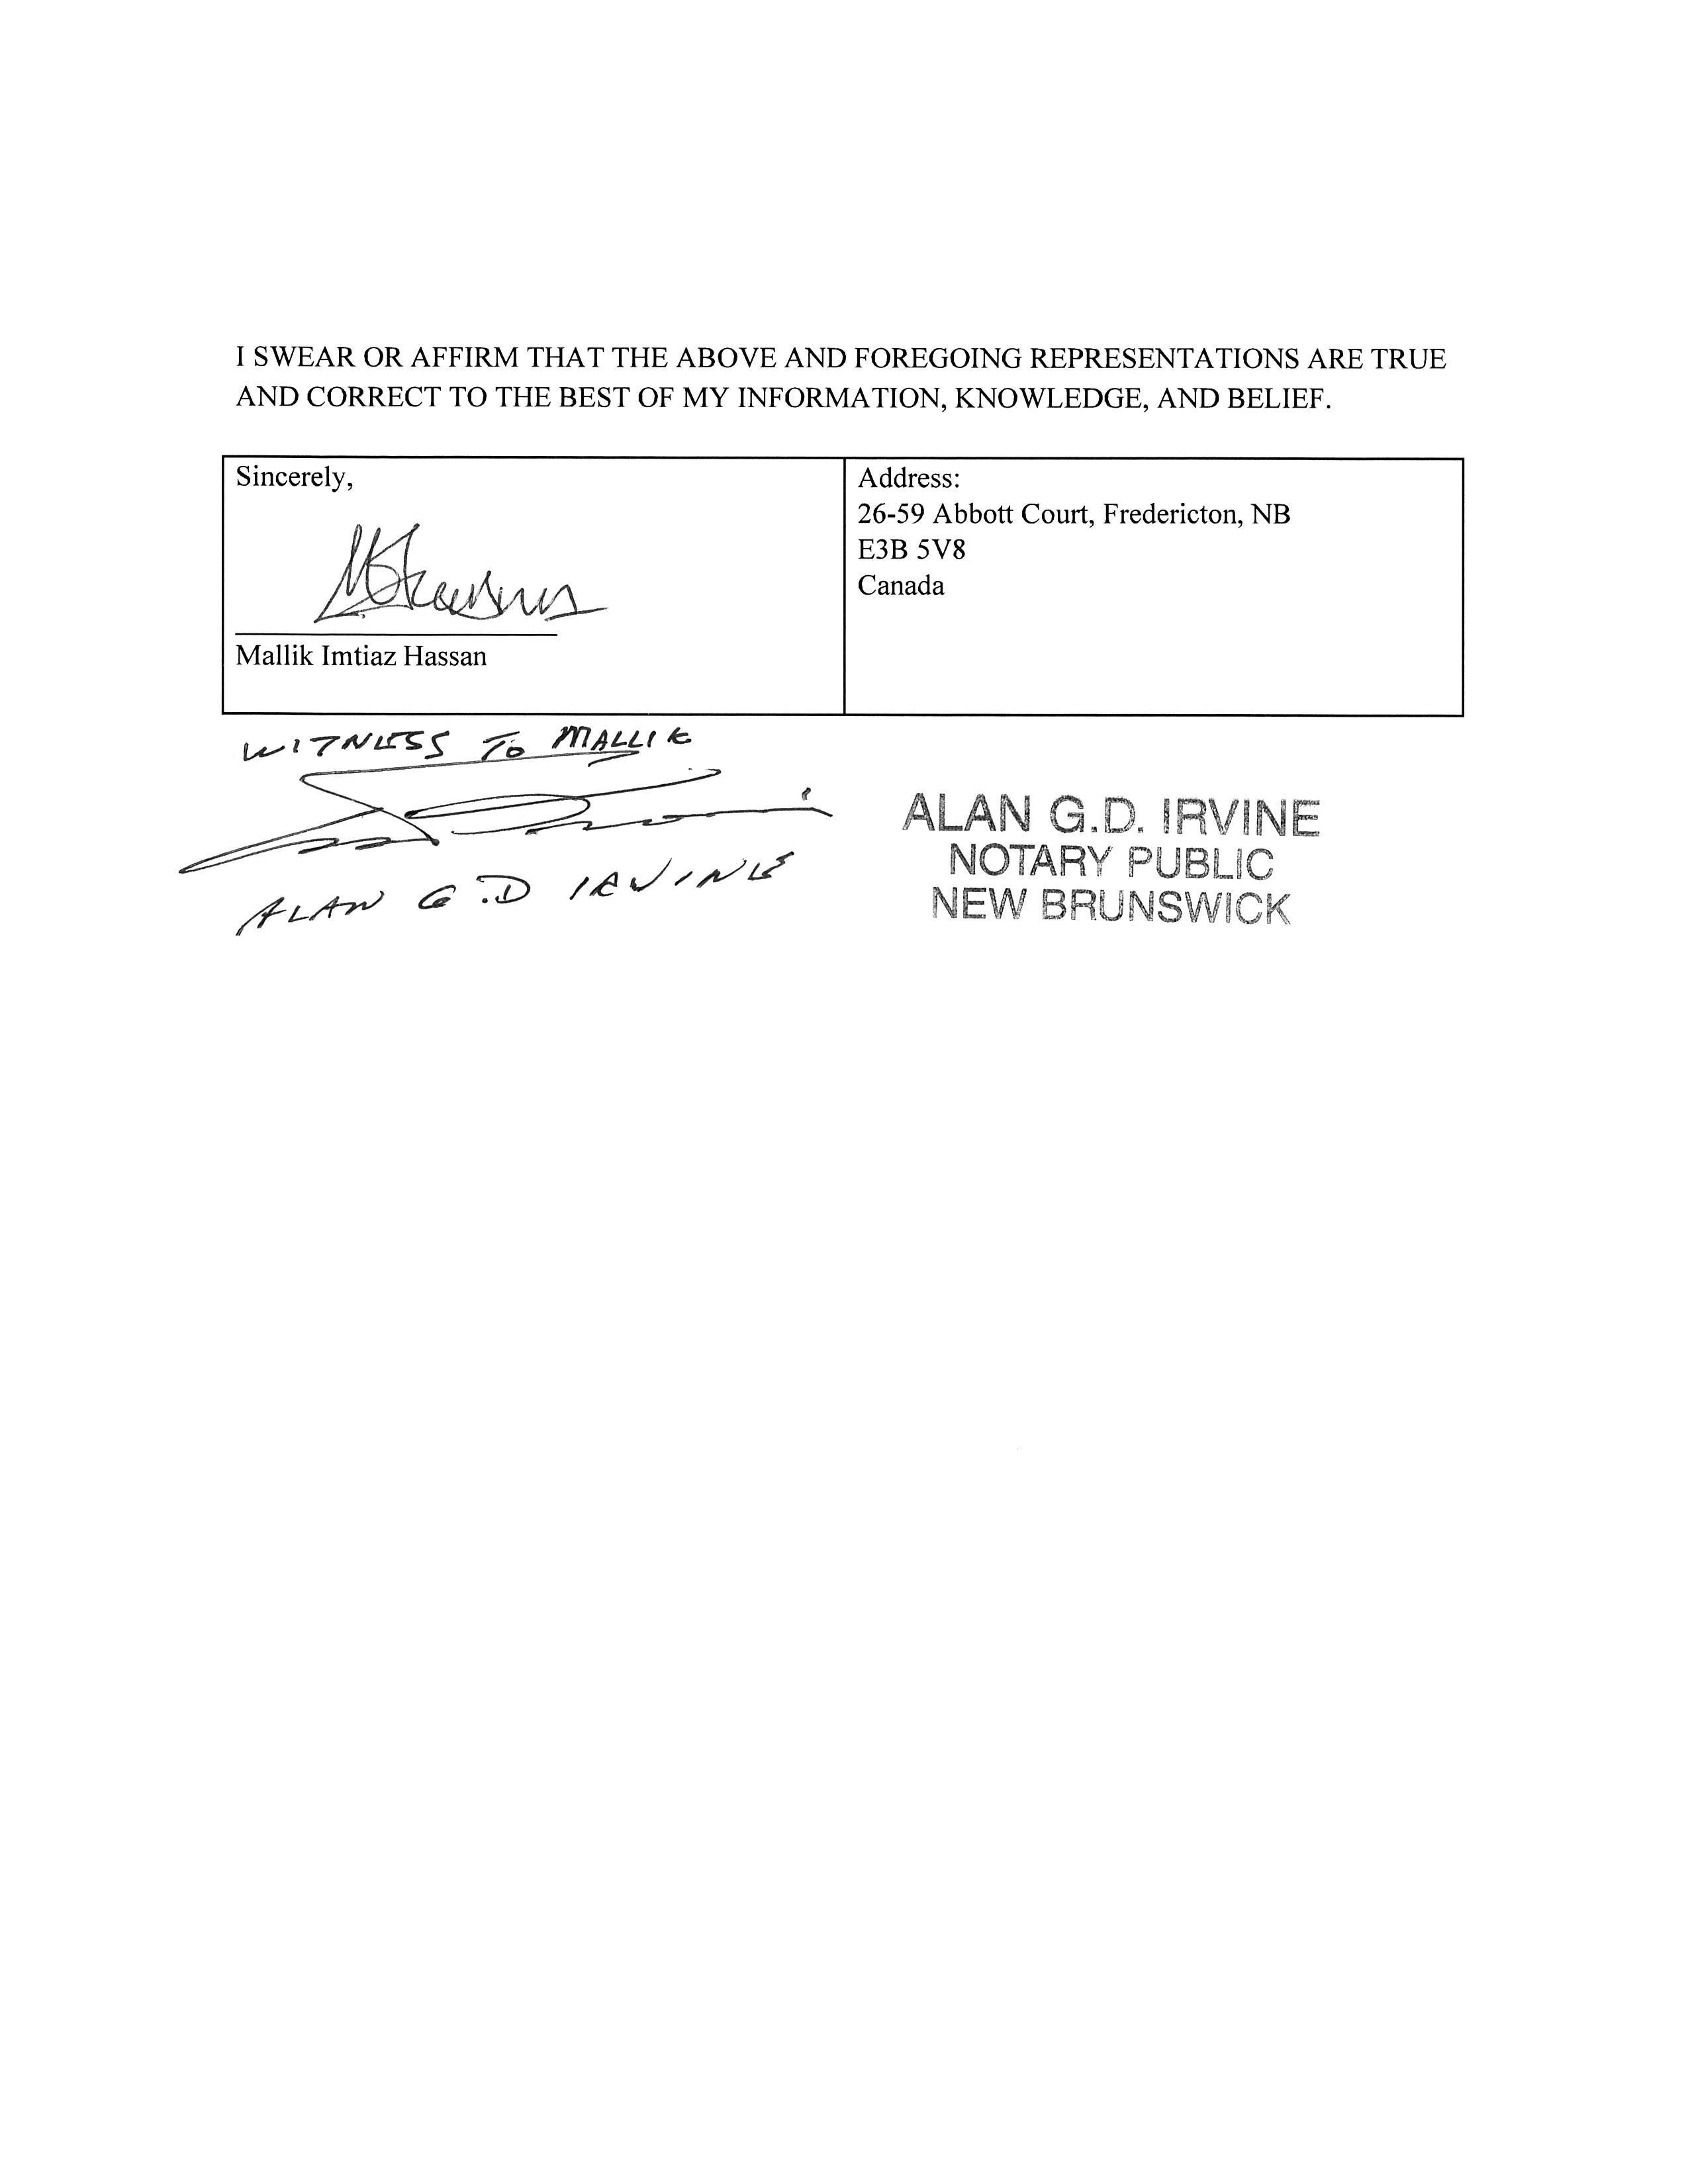 I SWEAR OR AFFIRM THAT THE ABOVE AND FOREGOING REPRESENTATIONS ARE TRUE
AND CORRECT TO THE BEST OF MY INFORMATION, KNOWLEDGE, AND BELIEF.
Sincerely,
Mallik Imtiaz Hassan
Address:
26-59 Abbott Court, Fredericton, NB
E3B 5V8
Canada
WITNESS TO MALLIK
ALAN G.D IRVINE
ALAN G.D. IRVINE
NOTARY PUBLIC
NEW BRUNSWICK